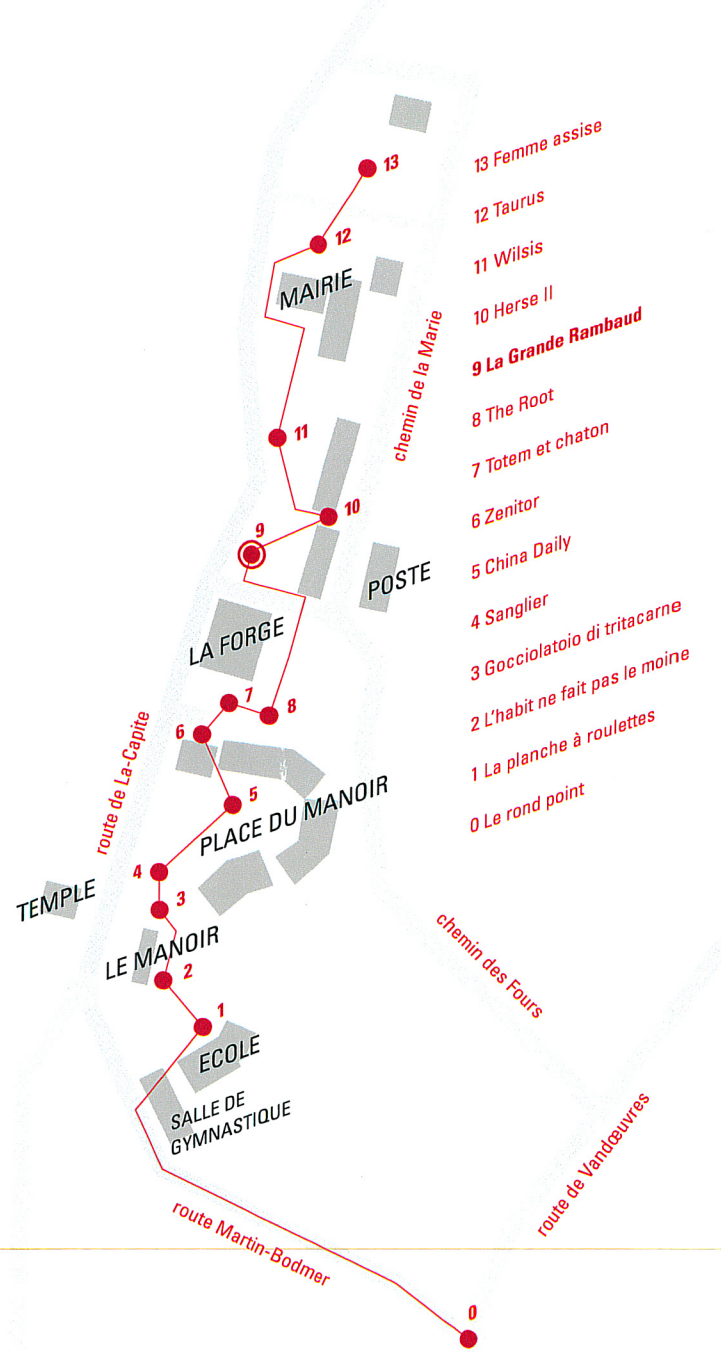 13
13 Femme assise
12
12 Taurus
MAIRIE
11 Wilsis
10 Herse II
chemin de la Marie
9 La Grande Rambaud
11
8 The Root
10
7 Totem et chaton
9
6 Zenitor
POSTE
5 China Daily
LA FORGE
4 Sanglier
7
8
3 Gocciolatoio di tritacarne
6
2 L'habit ne fait pas le moine
route de La-Capite
1 La planche à roulettes
5
PLACE DU MANOIR
0 Le rond point
4
TEMPLE
3
LE MANOIR
chemin des Fours
2
1
ECOLE
SALLE DE
GYMNASTIQUE
route de Vandœuvres
route Martin-Bodmer
0